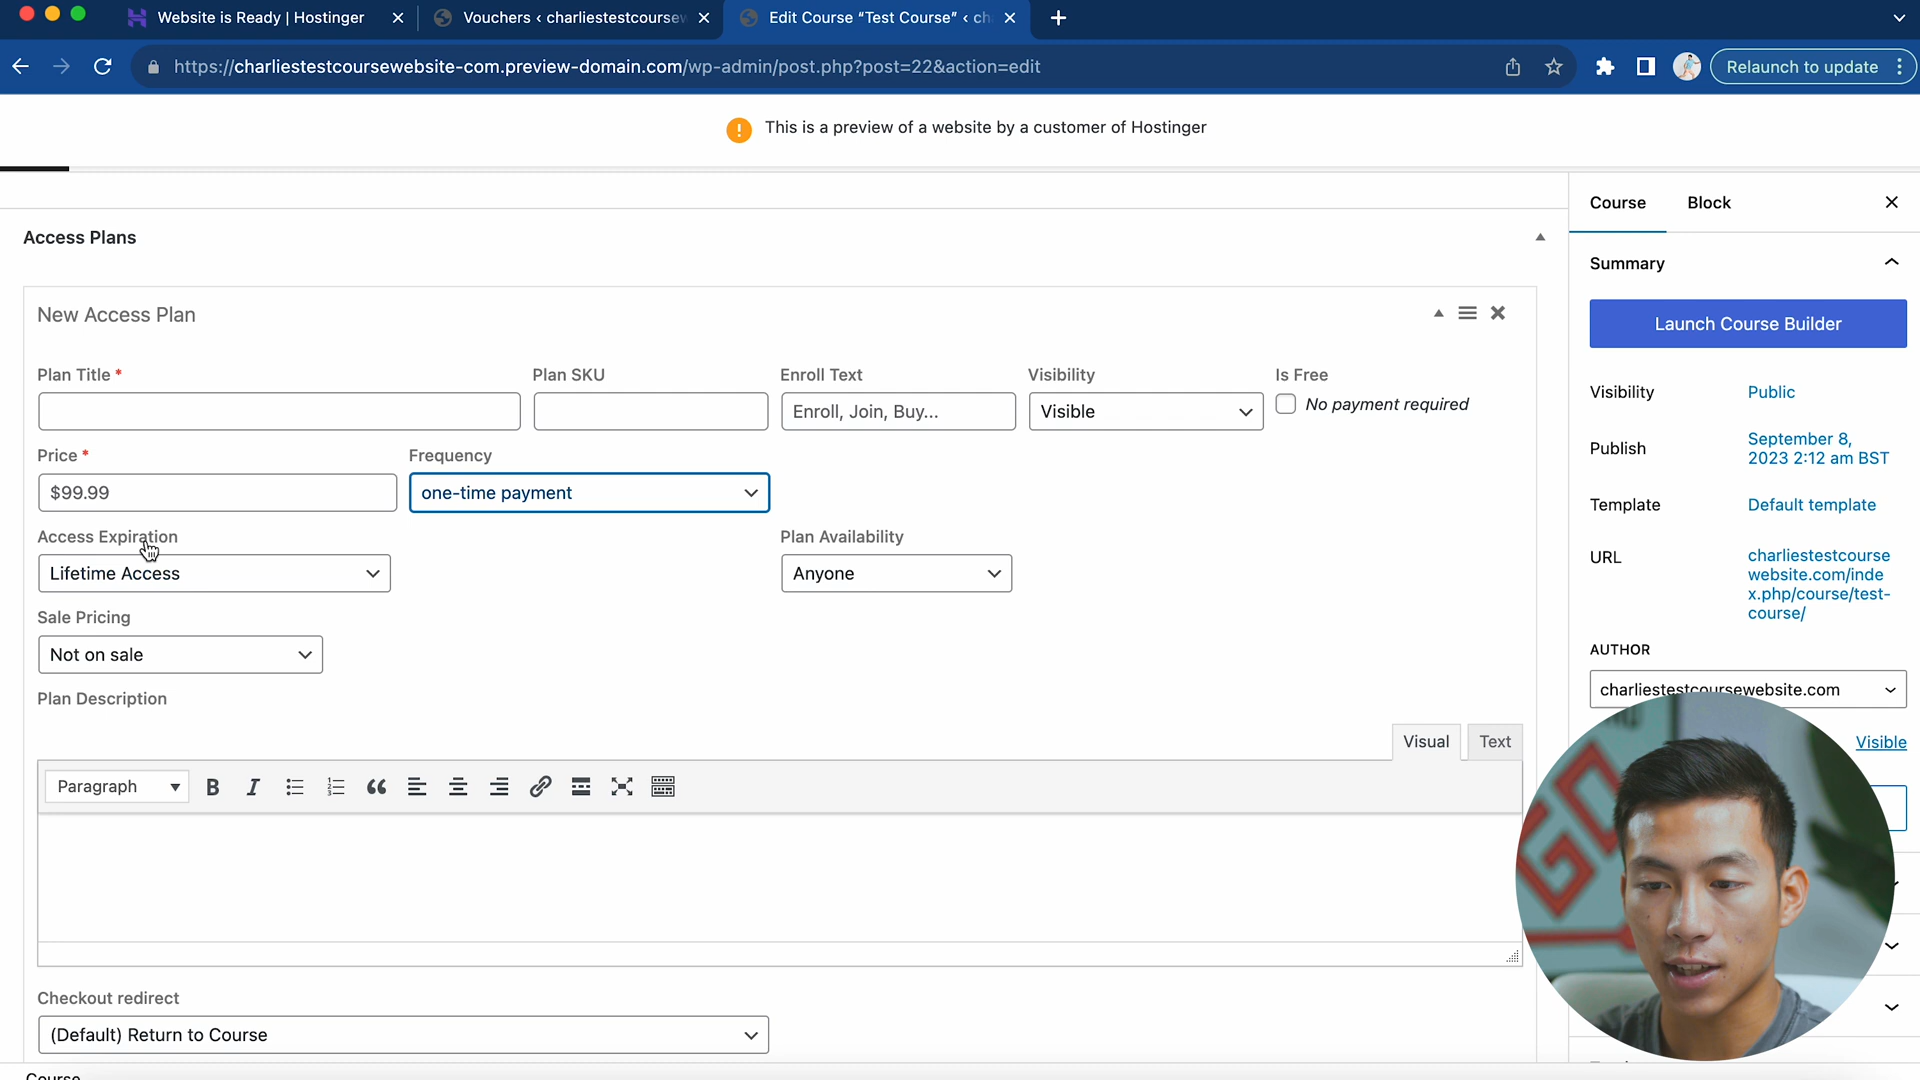 Website is Ready | Hostinger
Vouchers < charliestestcoursew
Edit Course “Test Course” < ch
https://charliestestcoursewebsite-com.preview-domain.com/wp-admin/post.php?post=22&action=edit
Relaunch to update
This is a preview of a website by a customer of Hostinger
Access Plans
New Access Plan
Plan Title *
Plan SKU
Enroll Text
Visibility
Is Free
Enroll, Join, Buy...
Visible
No payment required
Price *
Frequency
$99.99
one-time payment
Access Expiration
Plan Availability
Lifetime Access
Anyone
Sale Pricing
Not on sale
Plan Description
Visual
Text
Paragraph
Checkout redirect
(Default) Return to Course
Course
Course
Block
Summary
Launch Course Builder
Visibility
Public
Publish
September 8,
2023 2:12 am BST
Template
Default template
URL
charliestestcourse
website.com/inde
x.php/course/test-
course/
AUTHOR
charliestestcoursewebsite.com
Visible